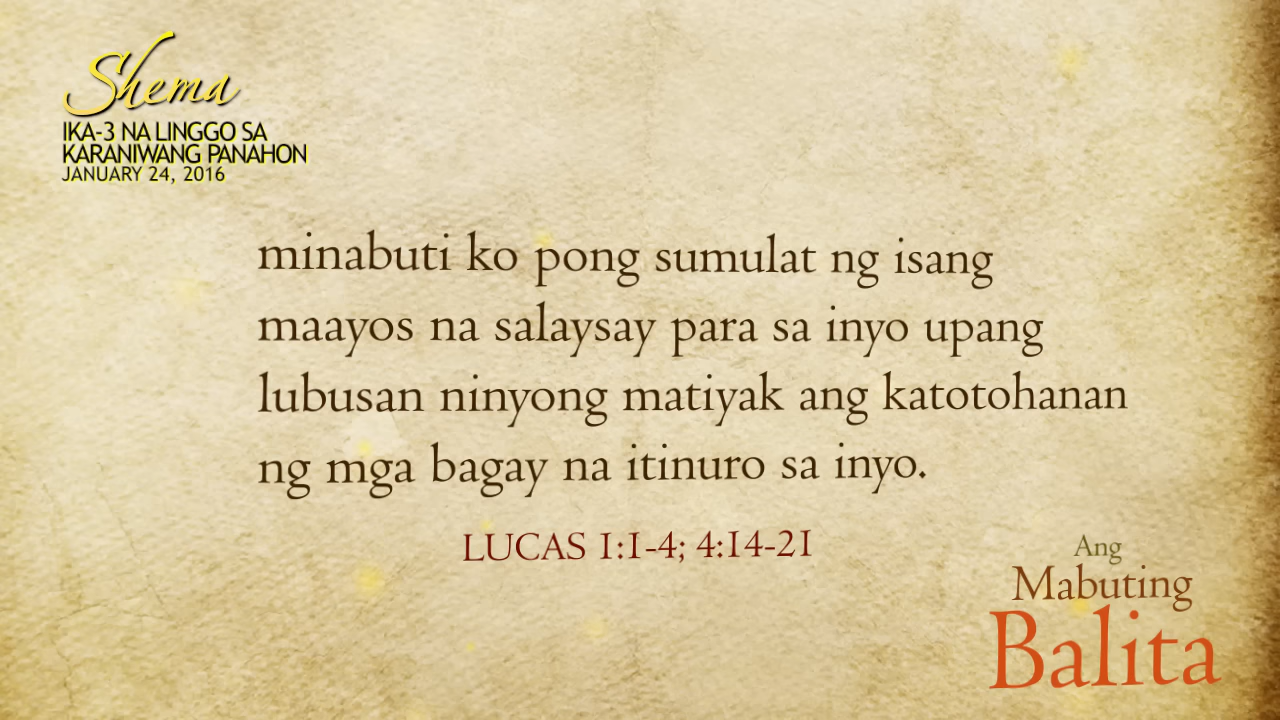 Shema
IKA-3 NA LINGGO SA
KARANIWANG PANAHON
JANUARY 24, 2016
minabuti ko pong sumulat ng isang
maayos na salaysay para sa inyo upang
lubusan ninyong matiyak ang katotohanan
ng mga bagay na itinuro sa inyo.
LUCAS 1:1-4; 4:14-21
Ang
Mabuting
Balita